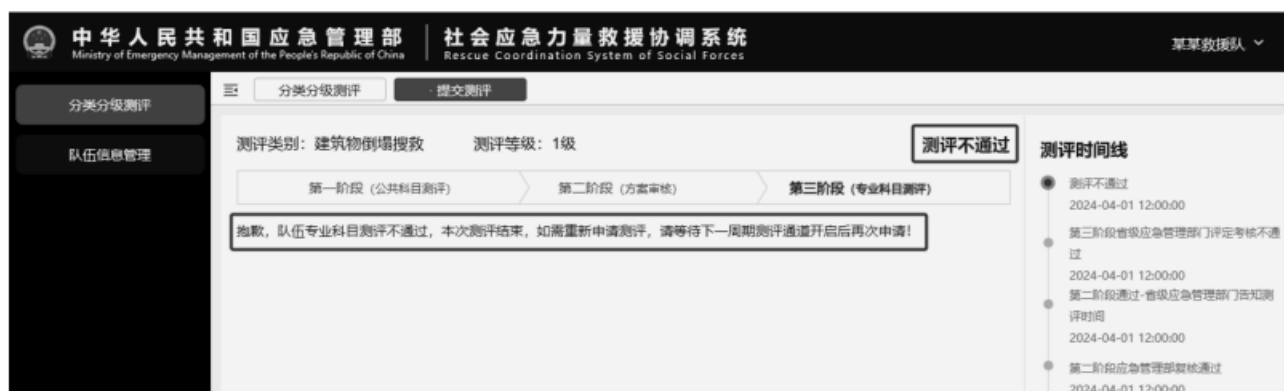 中华人民共和国应急管理部
Ministry of Emergency Management of the People's Republic of China
社会应急力量救援协调系统
Rescue Coordination System of Social Forces
某某救援队
分类分级测评
队伍信息管理
分类分级测评
· 提交测评
测评类别：建筑物倒塌搜救 测评等级：1级
测评不通过
第一阶段（公共科目测评）
第二阶段（方案审核）
第三阶段（专业科目测评）
抱歉，队伍专业科目测评不通过，本次测评结束，如需重新申请测评，请等待下一周期测评通道开启后再次申请！
测评时间线
测评不通过
2024-04-01 12:00:00
第三阶段省级应急管理部门评定考核不通
过
2024-04-01 12:00:00
第二阶段通过-省级应急管理部门告知测
评时间
2024-04-01 12:00:00
第二阶段应急管理部复核通过
2024-04-01 12:00:00